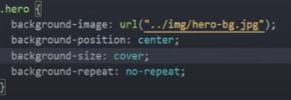 .hero {
background-image: url("../img/hero-bg.jpg");
background-position: center;
background-size: cover;
background-repeat: no-repeat;
}